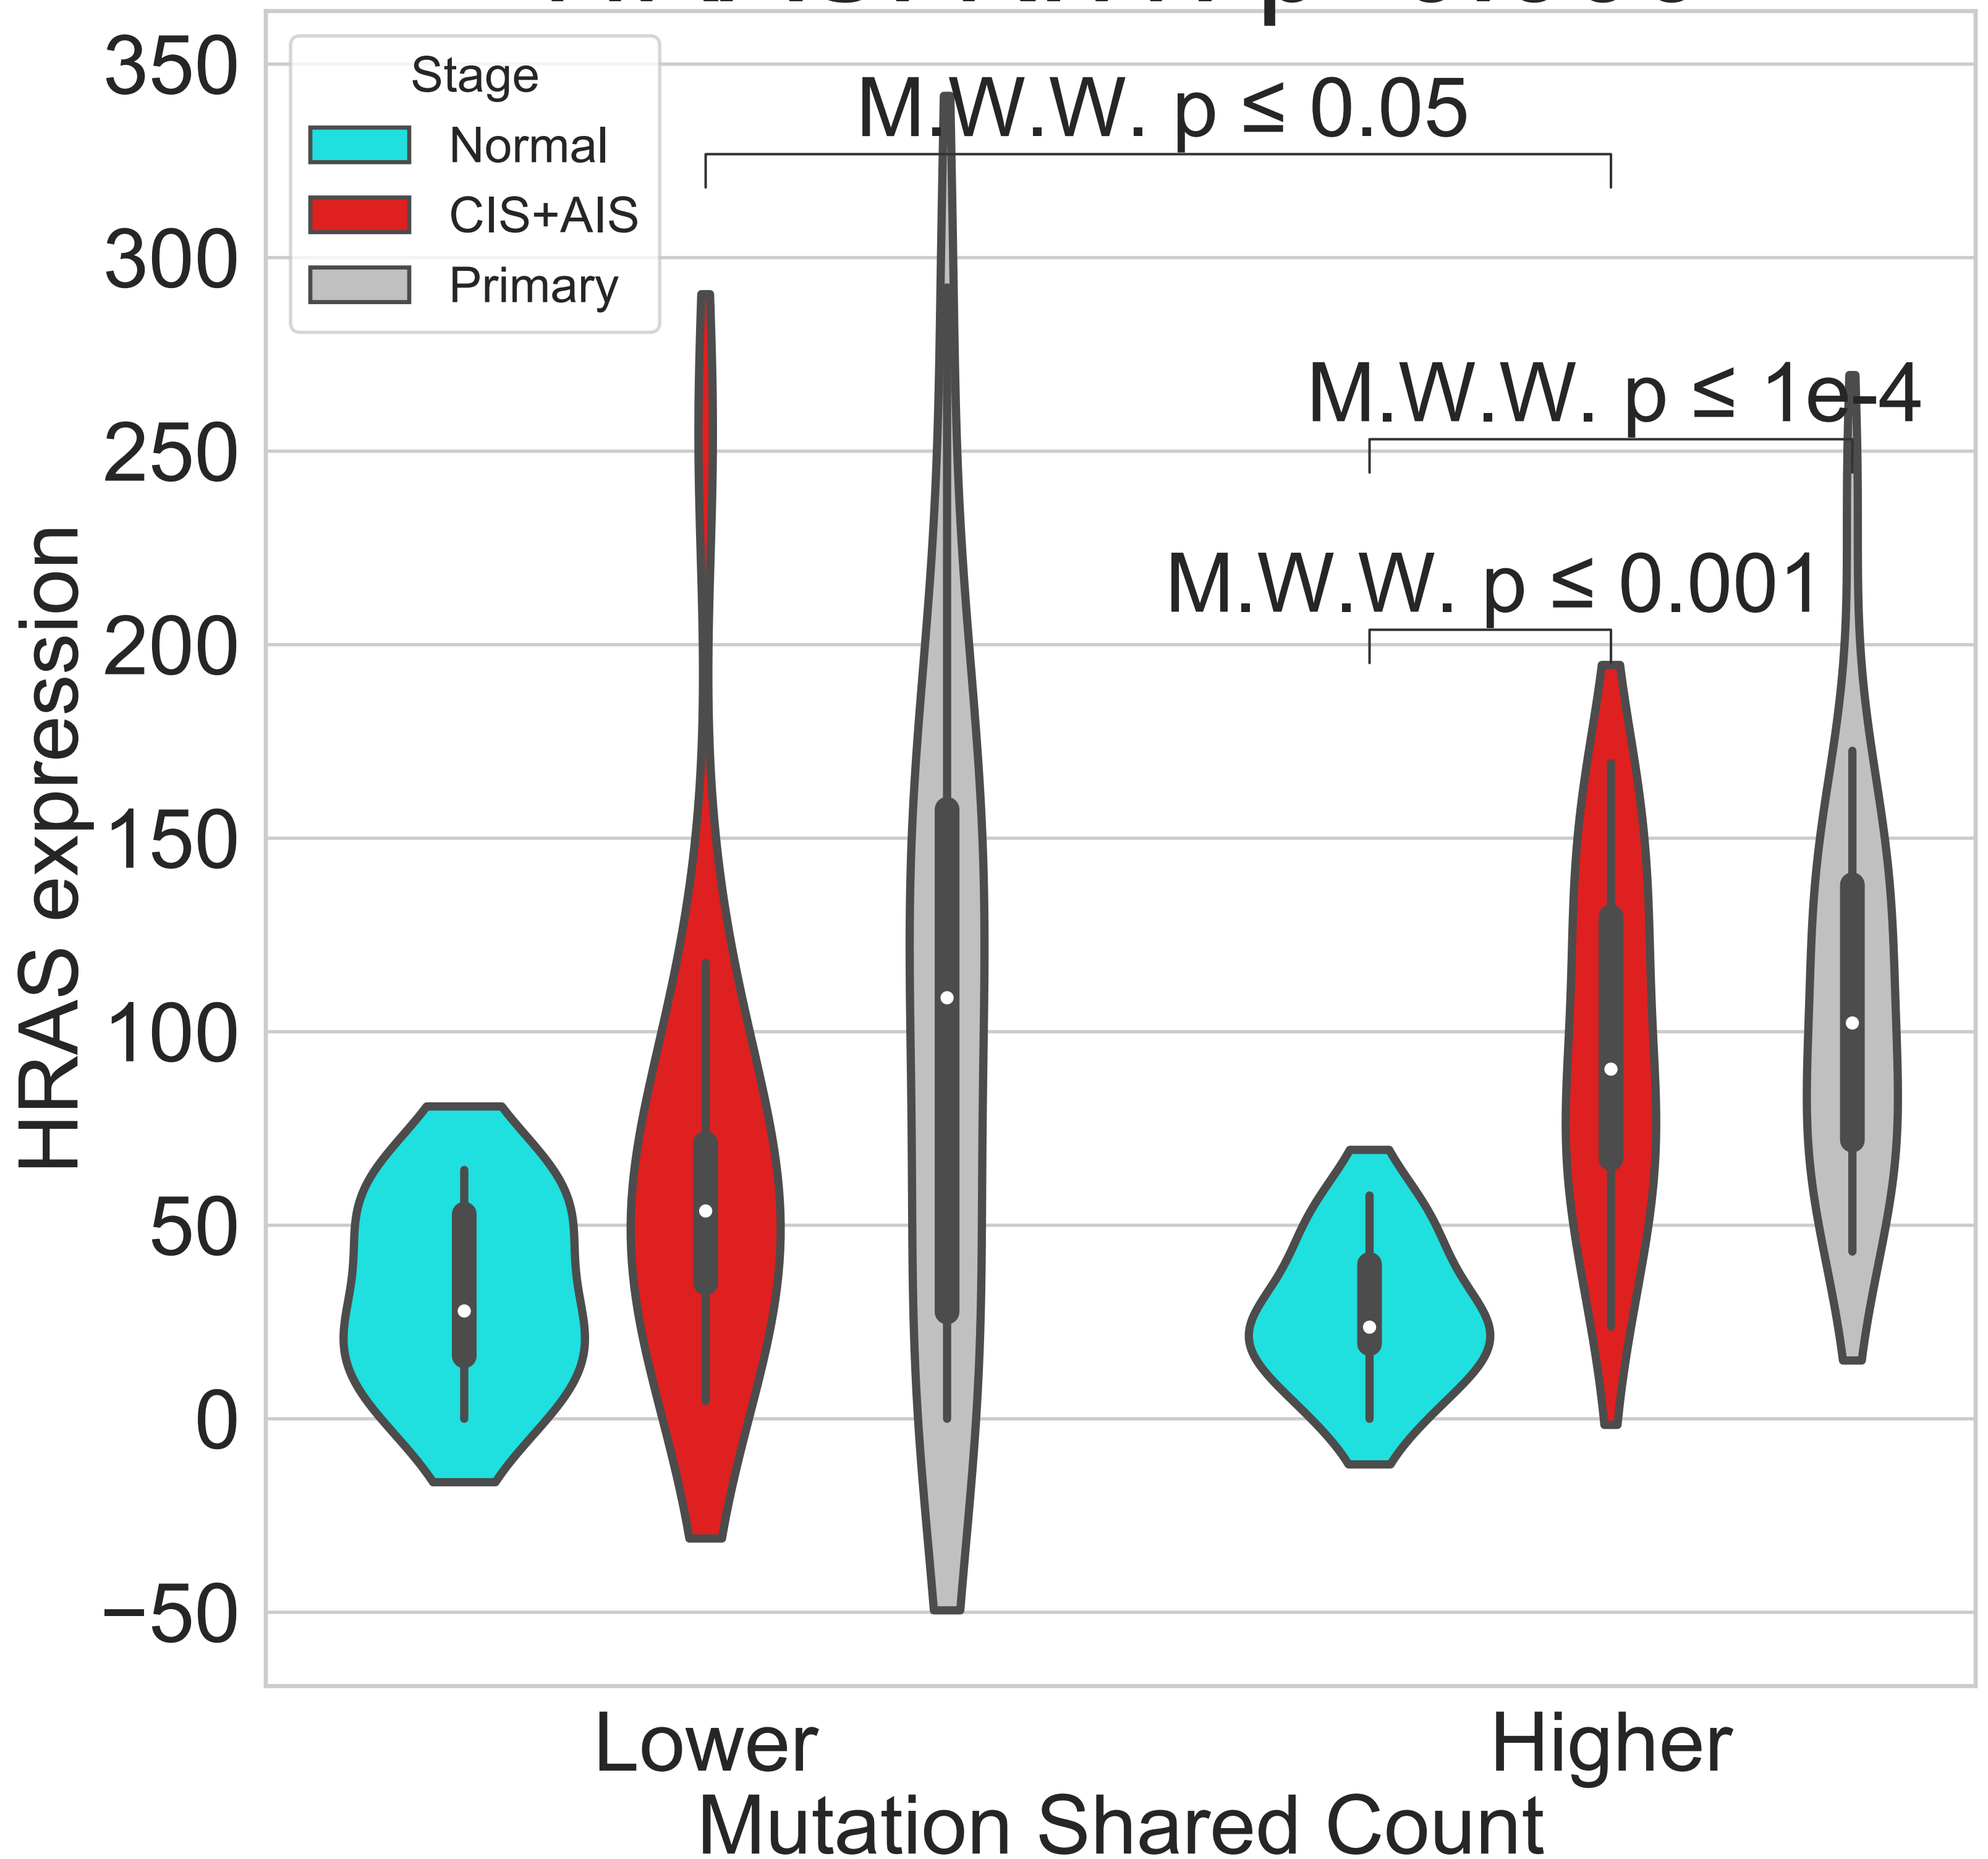 350
300
250
200
150
100
50
0
−50
HRAS expression
Stage
Normal
CIS+AIS
Primary
M.W.W. p ≤ 0.05
M.W.W. p ≤ 1e-4
M.W.W. p ≤ 0.001
Lower
Higher
Mutation Shared Count